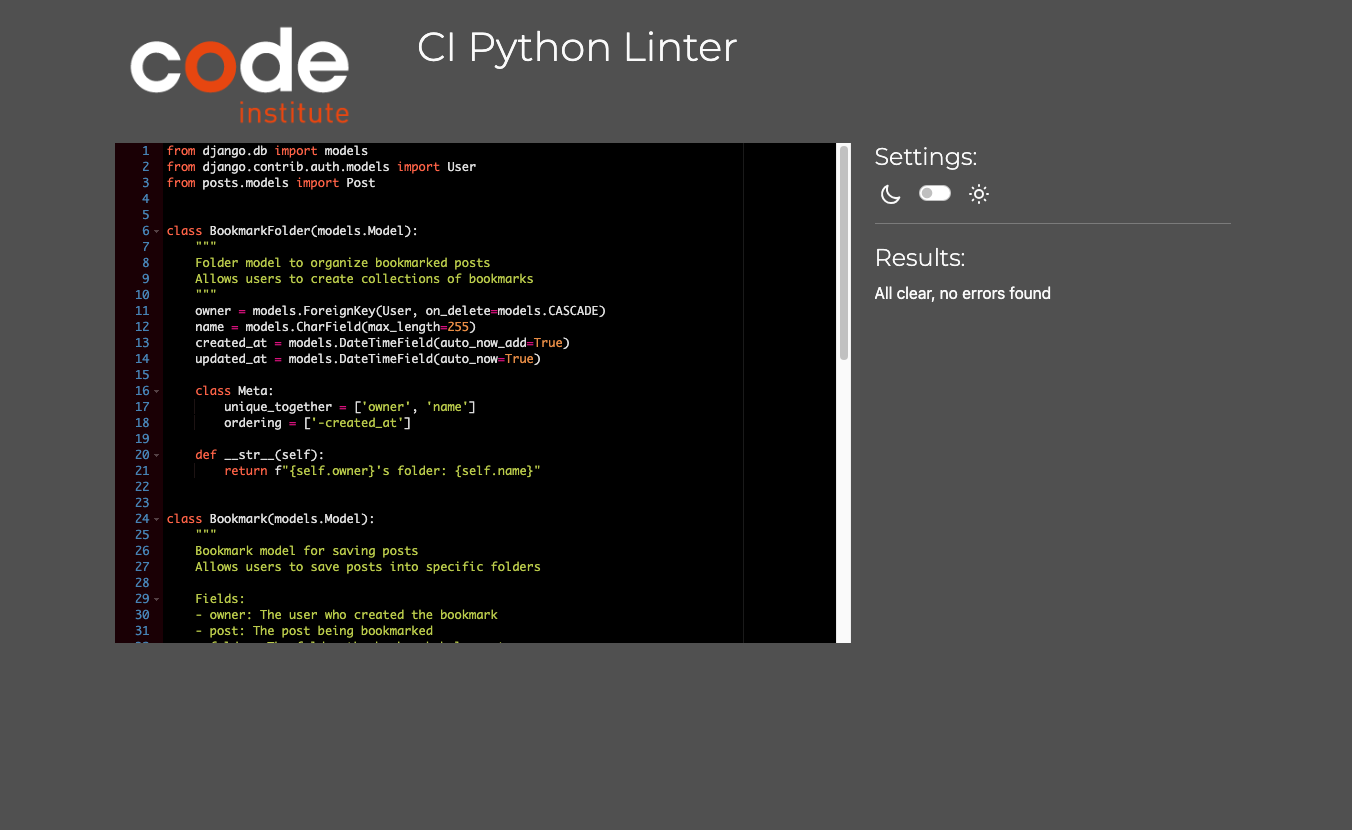 code
institute
CI Python Linter
1 from django.db import models
2 from django.contrib.auth.models import User
3 from posts.models import Post
4
5
6 class BookmarkFolder(models.Model):
7 """
8 Folder model to organize bookmarked posts
9 Allows users to create collections of bookmarks
10 """
11 owner = models.ForeignKey(User, on_delete=models.CASCADE)
12 name = models.CharField(max_length=255)
13 created_at = models.DateTimeField(auto_now_add=True)
14 updated_at = models.DateTimeField(auto_now=True)
15
16 class Meta:
17 unique_together = ['owner', 'name']
18 ordering = ['-created_at']
19
20 def __str__(self):
21 return f"{self.owner}'s folder: {self.name}"
22
23
24 class Bookmark(models.Model):
25 """
26 Bookmark model for saving posts
27 Allows users to save posts into specific folders
28
29 Fields:
30 - owner: The user who created the bookmark
31 - post: The post being bookmarked
Settings:
Results:
All clear, no errors found